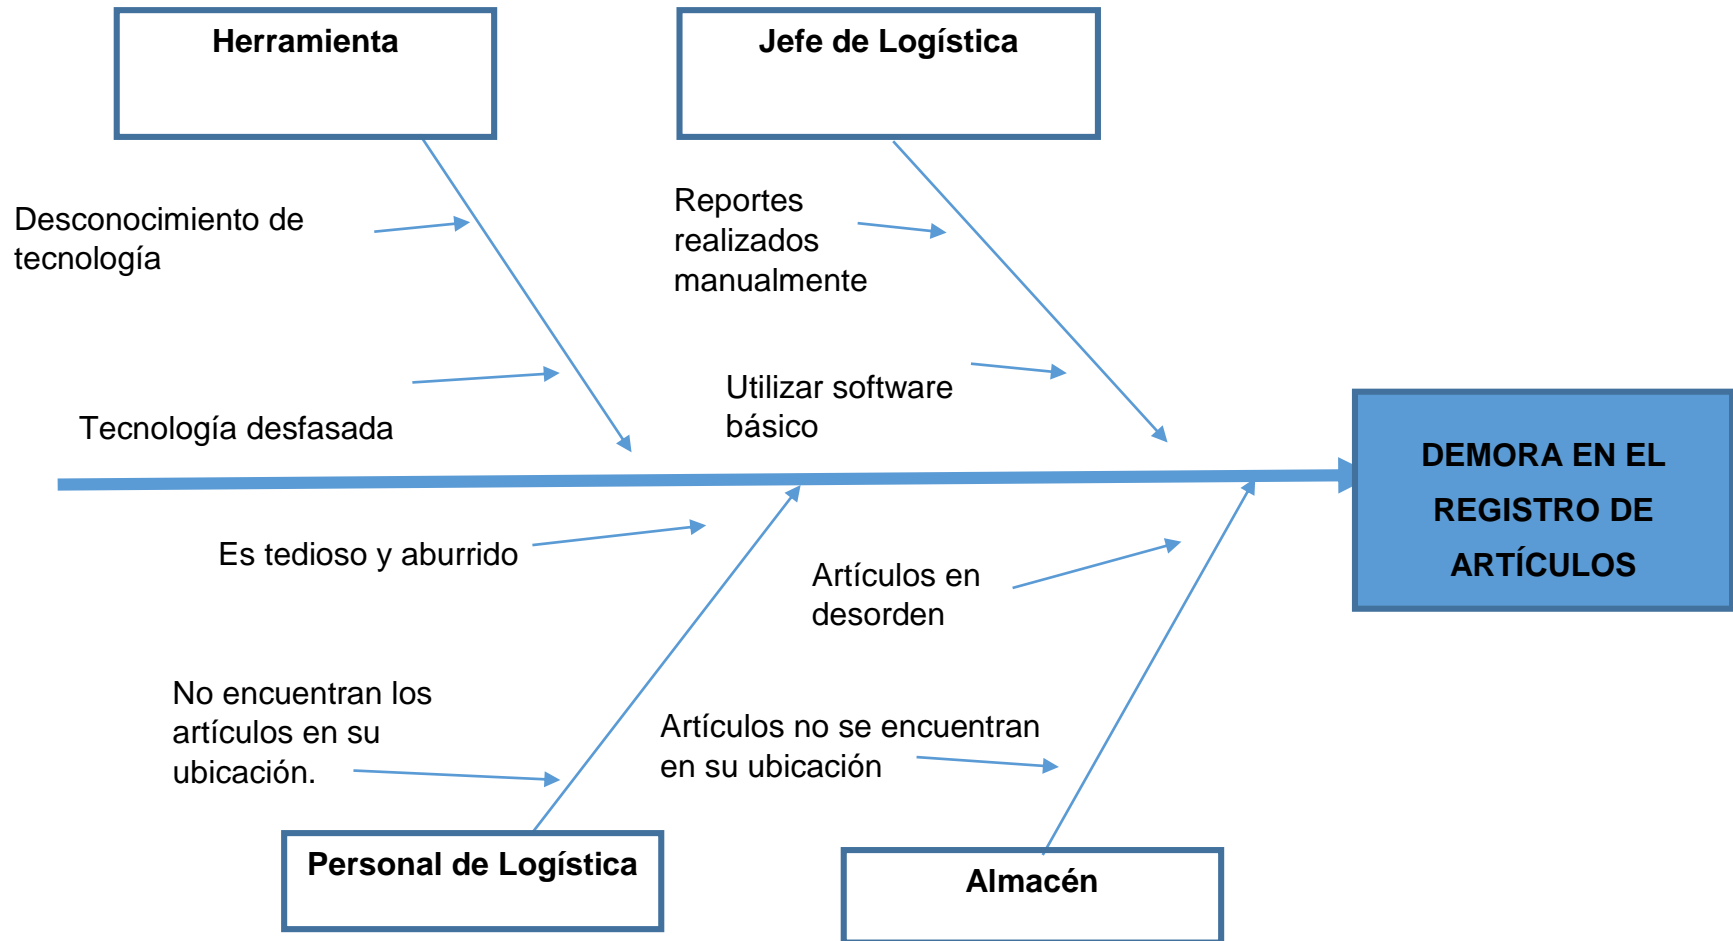 Herramienta
Jefe de Logística
Desconocimiento de
tecnología
Reportes
realizados
manualmente
Tecnología desfasada
Utilizar software
básico
DEMORA EN EL
REGISTRO DE
ARTÍCULOS
Es tedioso y aburrido
Artículos en
desorden
No encuentran los
artículos en su
ubicación.
Artículos no se encuentran
en su ubicación
Personal de Logística
Almacén